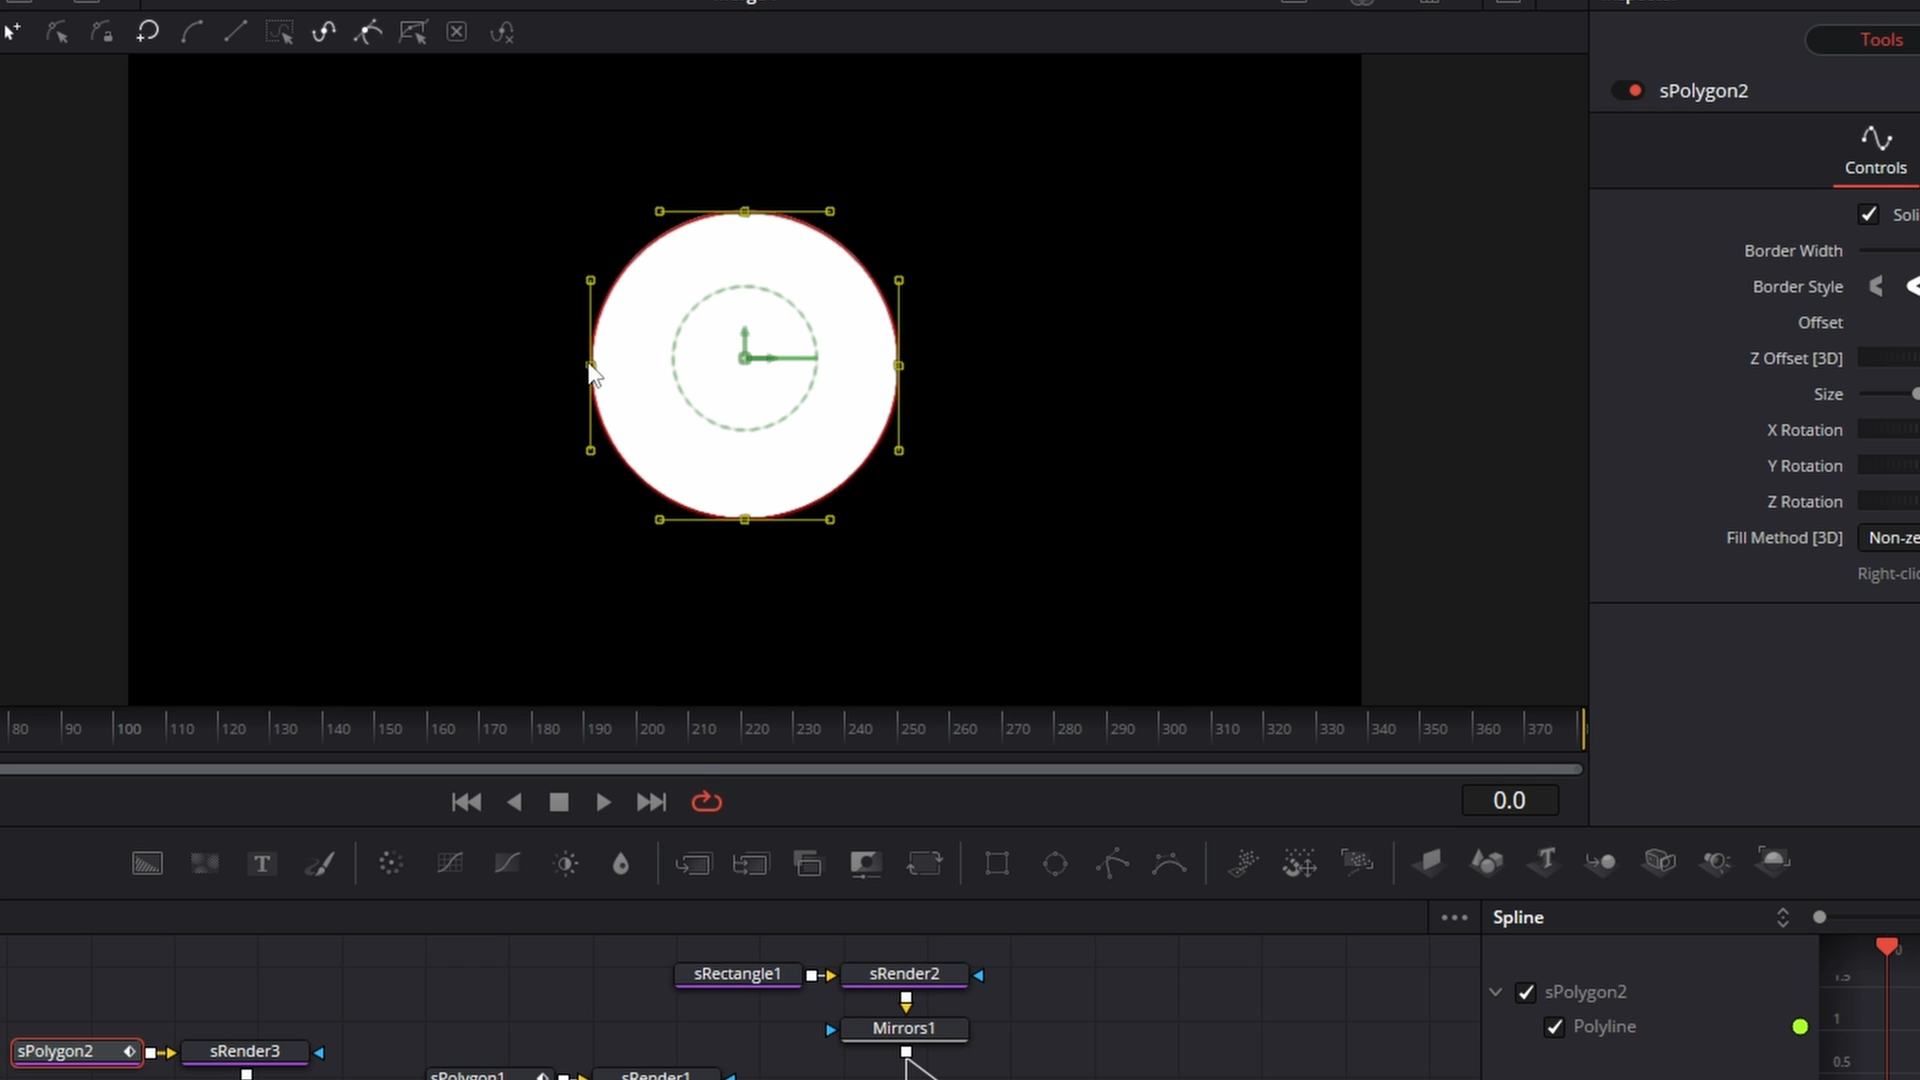 Tools
sPolygon2
Controls
Soli
Border Width
Border Style
Offset
Z Offset [3D]
Size
X Rotation
Y Rotation
Z Rotation
Fill Method [3D] Non-ze
Right-clic
80 90 100 110 120 130 140 150 160 170 180 190 200 210 220 230 240 250 260 270 280 290 300 310 320 330 340 350 360 370
0.0
T
Spline
0
sRectangle1 sRender2
1.5
sPolygon2
Mirrors1
Polyline
1
sPolygon2 sRender3
0.5
sPolygon1 sRender1